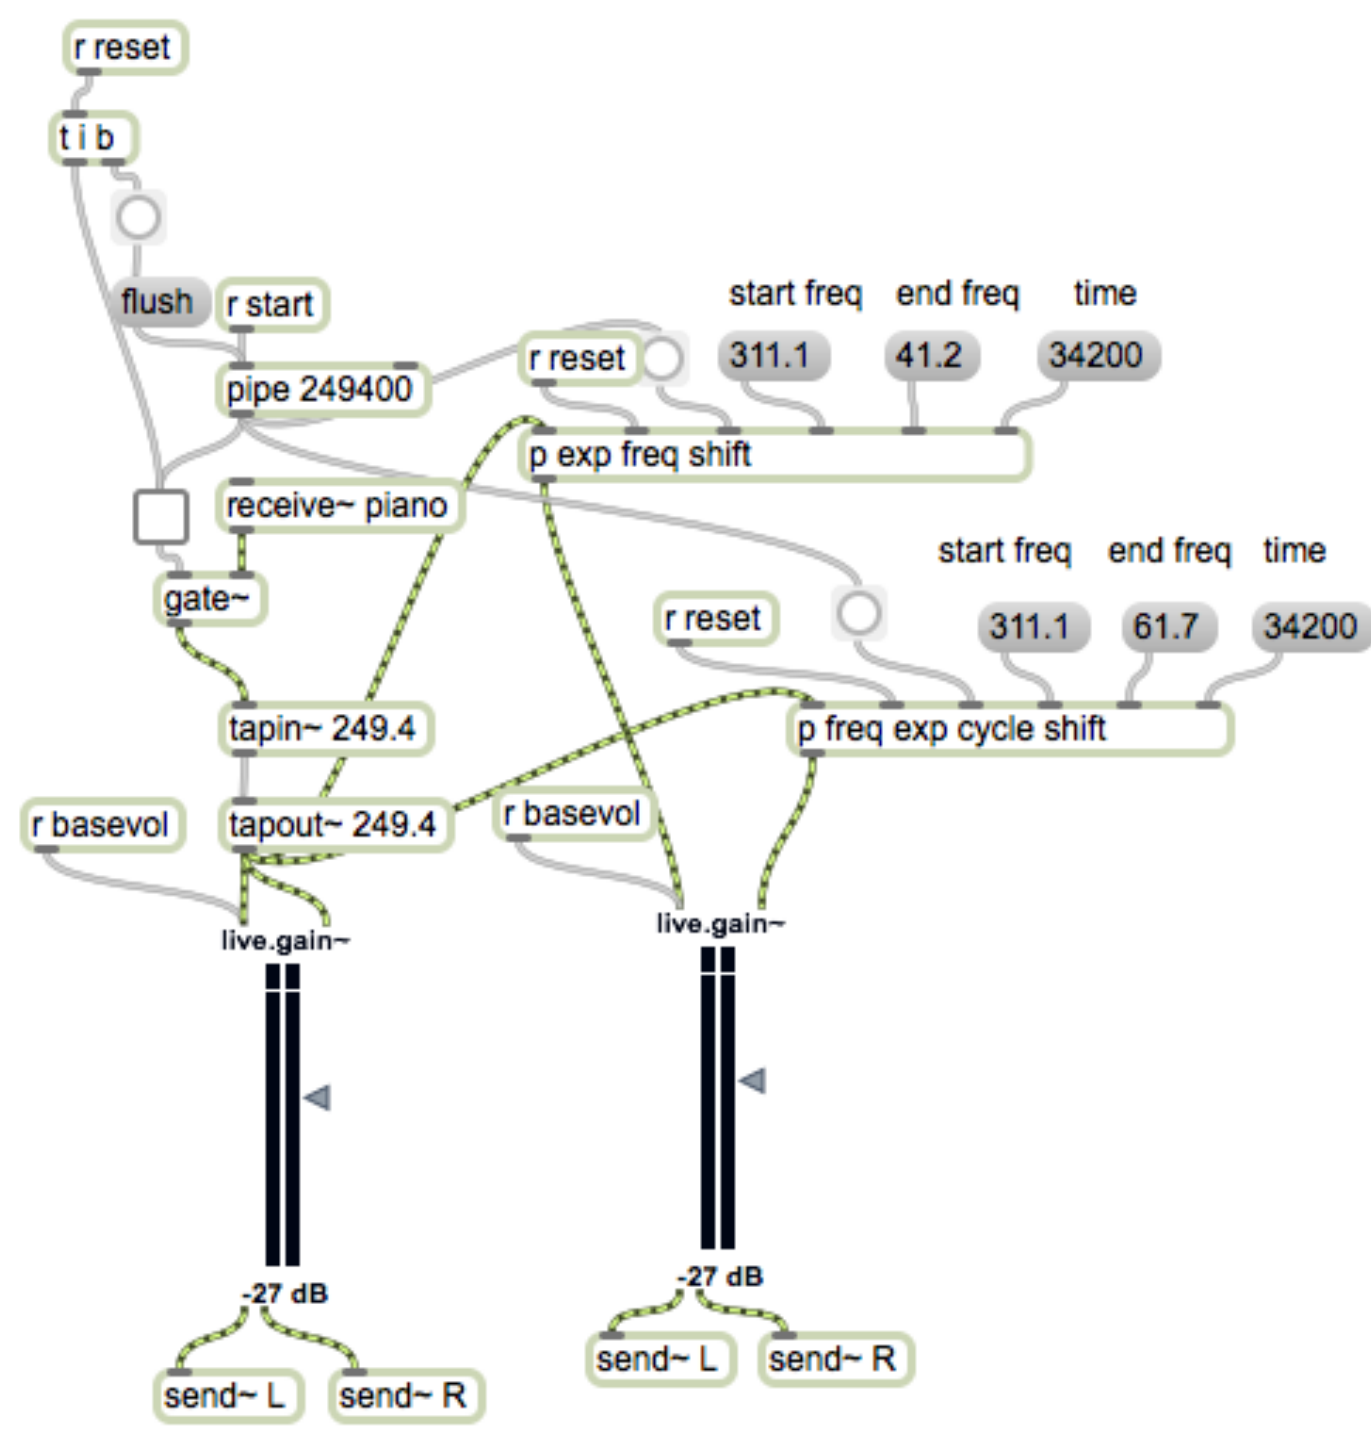 r reset
t i b
flush
r start
start freq
end freq
time
r reset
311.1
41.2
34200
pipe 249400
p exp freq shift
receive~ piano
start freq
end freq
time
gate~
r reset
311.1
61.7
34200
tapin~ 249.4
p freq exp cycle shift
r basevol
tapout~ 249.4
r basevol
live.gain~
live.gain~
-27 dB
-27 dB
send~ L
send~ R
send~ L
send~ R